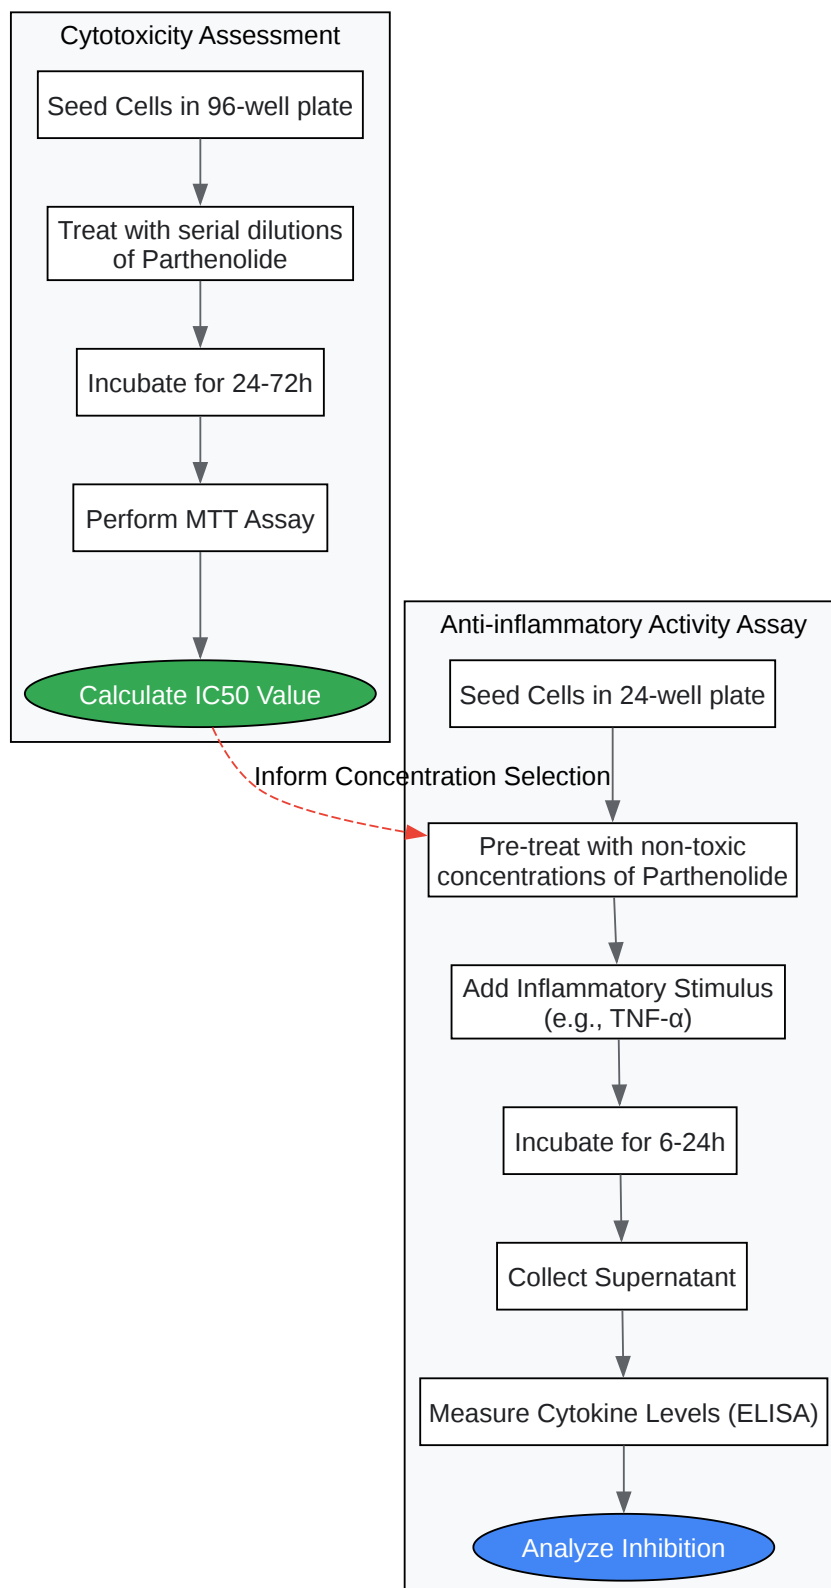 Cytotoxicity Assessment
Seed Cells in 96-well plate
Treat with serial dilutions
of Parthenolide
Incubate for 24-72h
Perform MTT Assay
Calculate IC50 Value
Inform Concentration Selection
Anti-inflammatory Activity Assay
Seed Cells in 24-well plate
Pre-treat with non-toxic
concentrations of Parthenolide
Add Inflammatory Stimulus
(e.g., TNF-α)
Incubate for 6-24h
Collect Supernatant
Measure Cytokine Levels (ELISA)
Analyze Inhibition